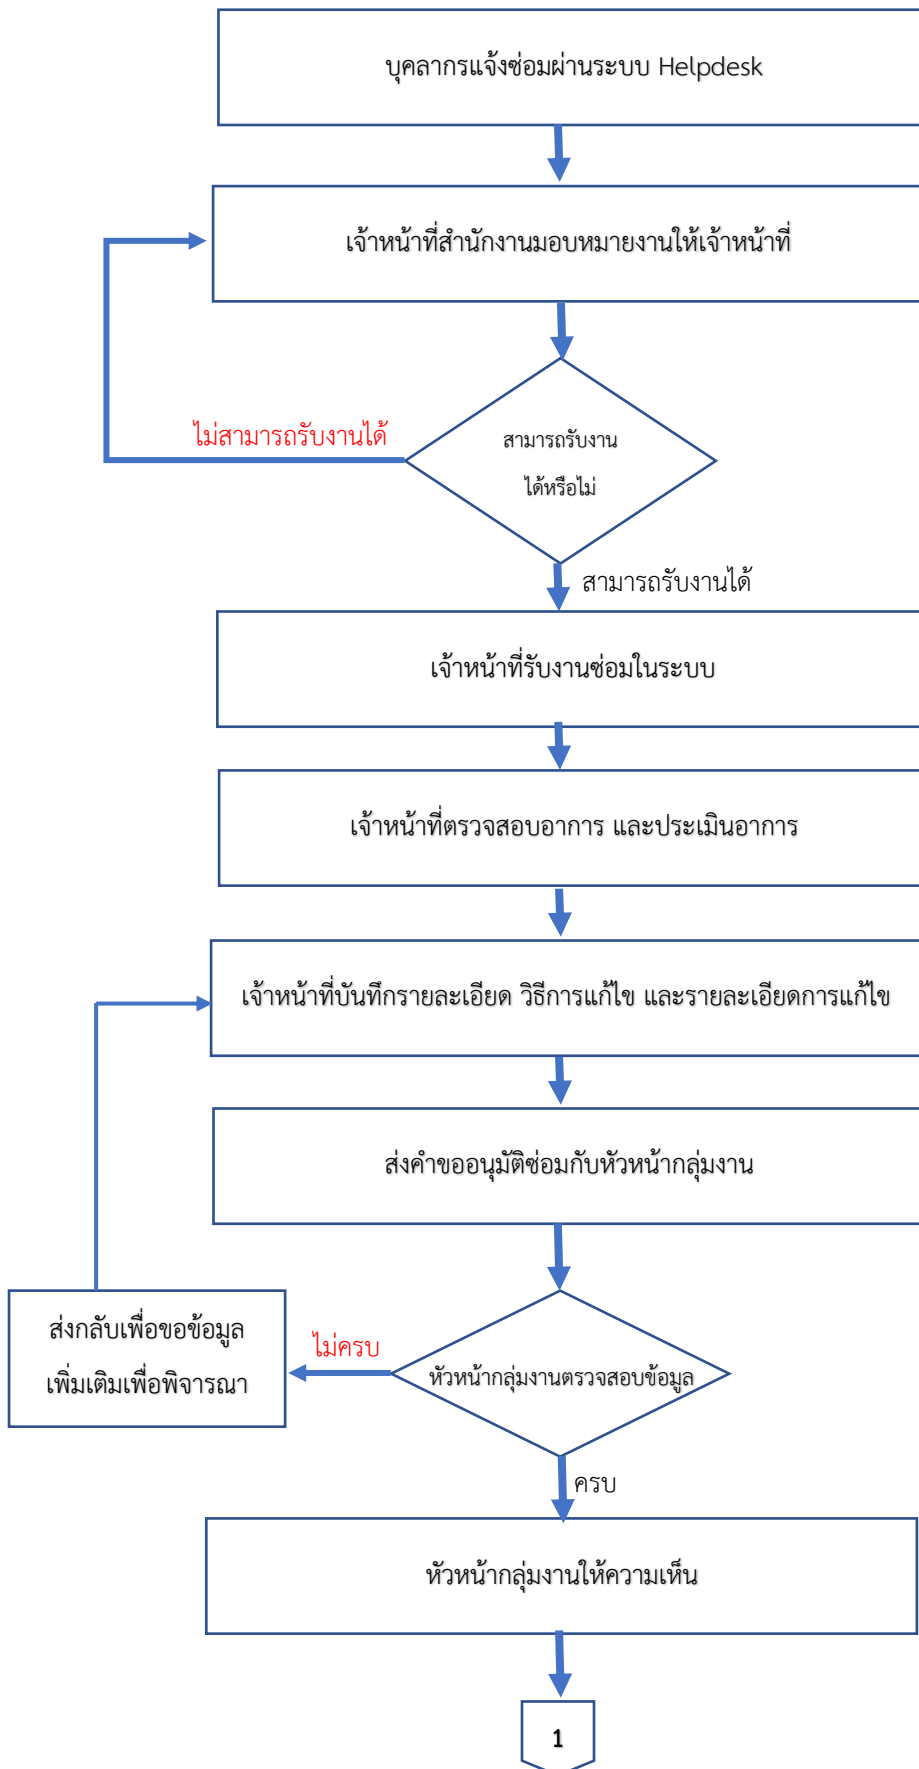 บุคลากรแจ้งซ่อมผ่านระบบ Helpdesk
เจ้าหน้าที่สำนักงานมอบหมายงานให้เจ้าหน้าที่
ไม่สามารถรับงานได้
สามารถรับงาน
ได้หรือไม่
สามารถรับงานได้
เจ้าหน้าที่รับงานซ่อมในระบบ
เจ้าหน้าที่ตรวจสอบอาการ และประเมินอาการ
เจ้าหน้าที่บันทึกรายละเอียด วิธีการแก้ไข และรายละเอียดการแก้ไข
ส่งคำขออนุมัติซ่อมกับหัวหน้ากลุ่มงาน
ส่งกลับเพื่อขอข้อมูล
เพิ่มเติมเพื่อพิจารณา
ไม่ครบ
หัวหน้ากลุ่มงานตรวจสอบข้อมูล
ครบ
หัวหน้ากลุ่มงานให้ความเห็น
1